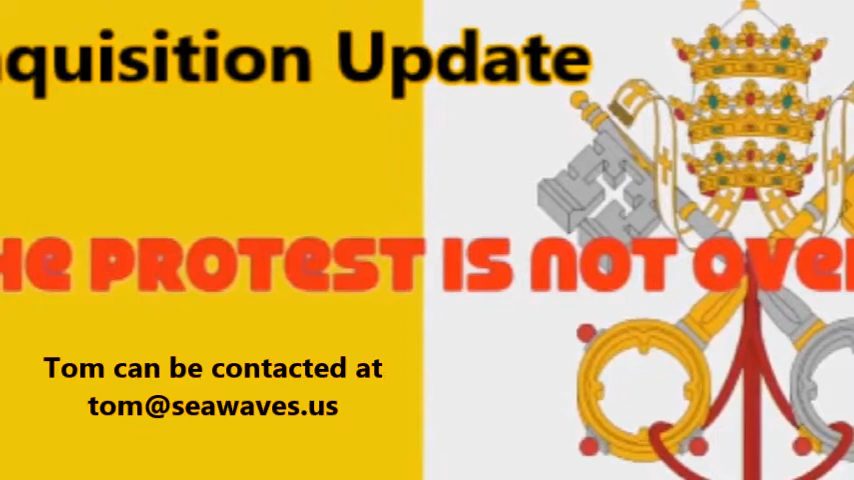 nquisition Update
HE PROTEST IS NOT OVE
Tom can be contacted at
tom@seawaves.us